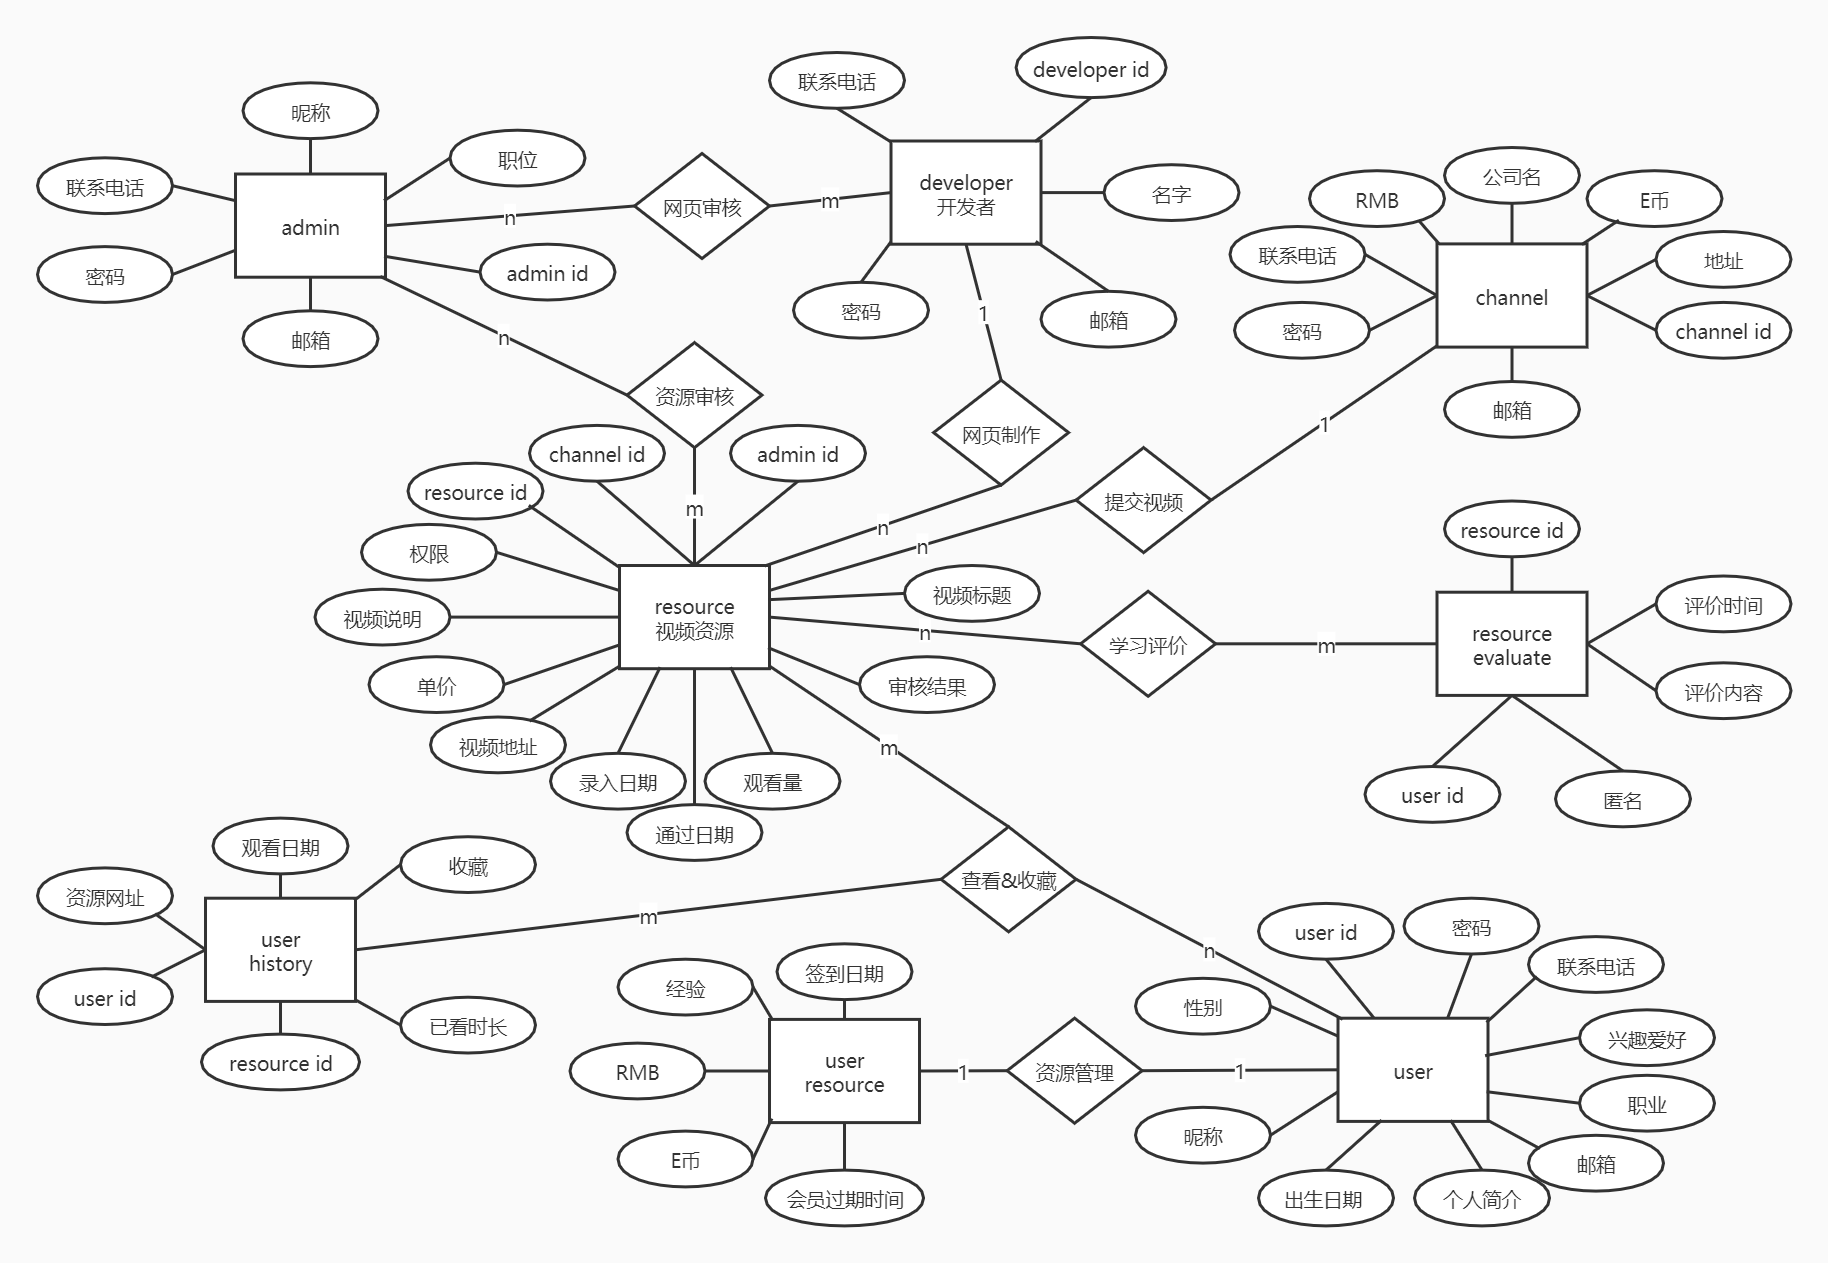 联系电话
developer id
昵称
职位
联系电话
admin
网页审核
n
m
developer
开发者
名字
公司名
RMB
E币
联系电话
地址
channel
密码
admin id
密码
channel id
邮箱
密码
邮箱
1
邮箱
n
资源审核
网页制作
1
channel id
admin id
resource id
m
提交视频
n
n
resource id
权限
视频标题
视频说明
resource
视频资源
n
学习评价
m
resource
evaluate
评价时间
单价
审核结果
评价内容
视频地址
m
录入日期
观看量
user id
匿名
通过日期
观看日期
收藏
资源网址
查看&收藏
m
n
user id
密码
user
history
联系电话
user id
经验
签到日期
性别
已看时长
兴趣爱好
resource id
RMB
user
resource
1
资源管理
1
user
职业
昵称
E币
邮箱
会员过期时间
出生日期
个人简介